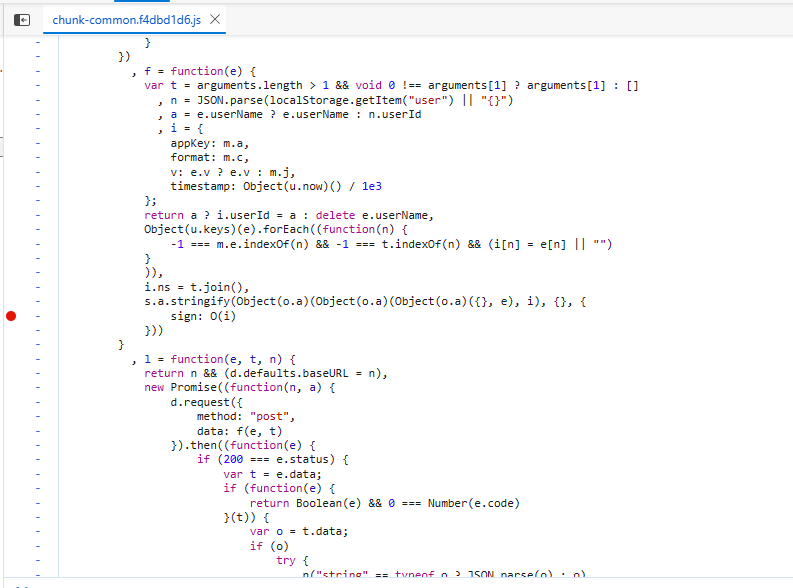 chunk-common.f4dbd1d6.js
}
})
, f = function(e) {
var t = arguments.length > 1 && void 0 !== arguments[1] ? arguments[1] : []
, n = JSON.parse(localStorage.getItem("user") || "{}")
, a = e.userName ? e.userName : n.userId
, i = {
appKey: m.a,
format: m.c,
v: e.v ? e.v : m.j,
timestamp: Object(u.now)() / 1e3
};
return a ? i.userId = a : delete e.userName,
Object(u.keys)(e).forEach((function(n) {
-1 === m.e.indexOf(n) && -1 === t.indexOf(n) && (i[n] = e[n] || "")
}
)),
i.ns = t.join(),
s.a.stringify(Object(o.a)(Object(o.a)(Object(o.a)({}, e), i), {}, {
sign: O(i)
}))
}
, l = function(e, t, n) {
return n && (d.defaults.baseURL = n),
new Promise((function(n, a) {
d.request({
method: "post",
data: f(e, t)
}).then((function(e) {
if (200 === e.status) {
var t = e.data;
if (function(e) {
return Boolean(e) && 0 === Number(e.code)
}(t)) {
var o = t.data;
if (o)
try {
n("string" == typeof o ? JSON.parse(o) : o)